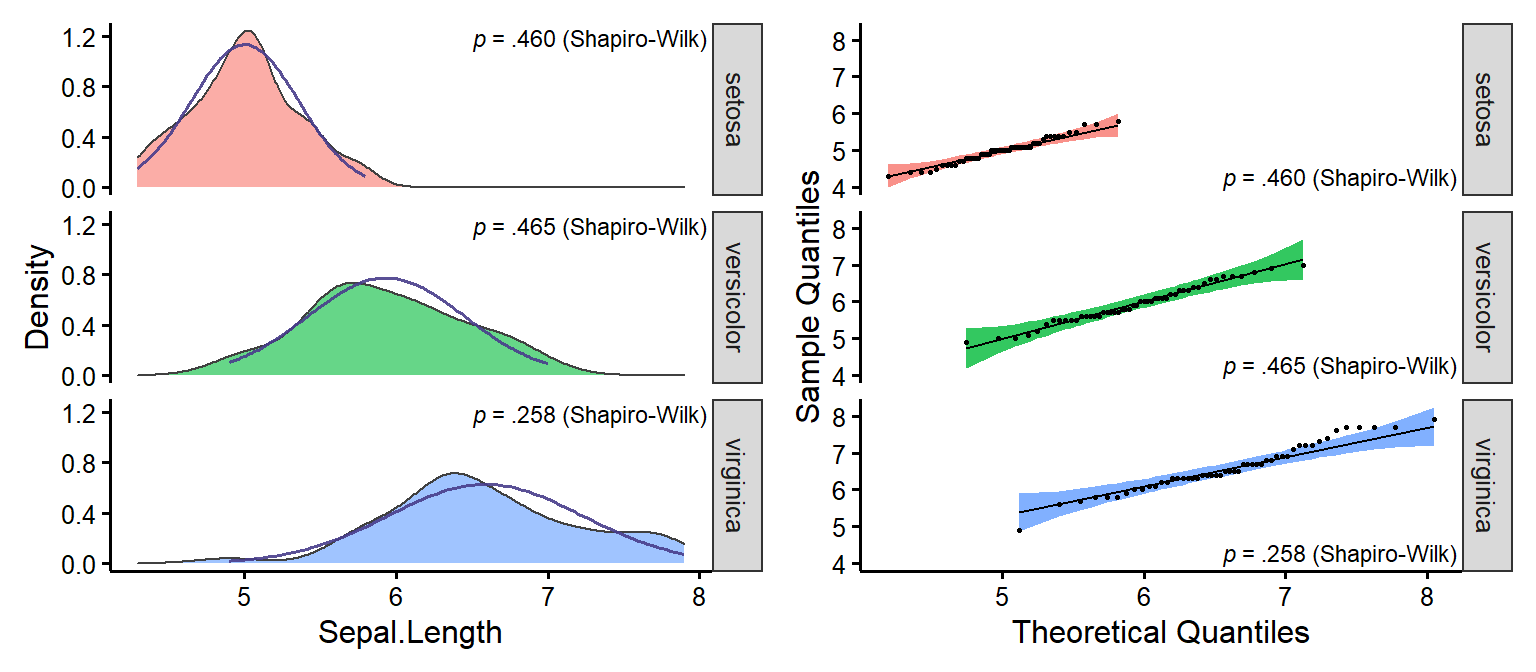 Density
1.2
0.8
0.4
0.0
p = .460 (Shapiro-Wilk)
setosa
1.2
0.8
0.4
0.0
p = .465 (Shapiro-Wilk)
versicolor
1.2
0.8
0.4
0.0
p = .258 (Shapiro-Wilk)
virginica
5 6 7 8
Sepal.Length
Sample Quantiles
8
7
6
5
4
p = .460 (Shapiro-Wilk)
setosa
8
7
6
5
4
p = .465 (Shapiro-Wilk)
versicolor
8
7
6
5
4
p = .258 (Shapiro-Wilk)
virginica
5 6 7 8
Theoretical Quantiles